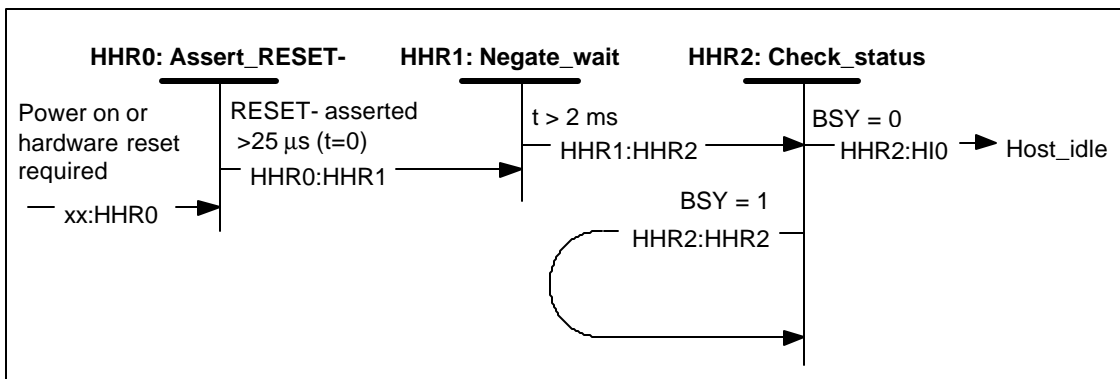 HHR0: Assert_RESET-
HHR1: Negate_wait
HHR2: Check_status
Power on or
hardware reset
required
xx:HHR0
RESET- asserted
>25 μs (t=0)
HHR0:HHR1
t > 2 ms
HHR1:HHR2
BSY = 0
HHR2:HI0
Host_idle
BSY = 1
HHR2:HHR2